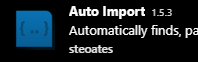 Auto Import 1.5.3
Automatically finds, pa
steoates